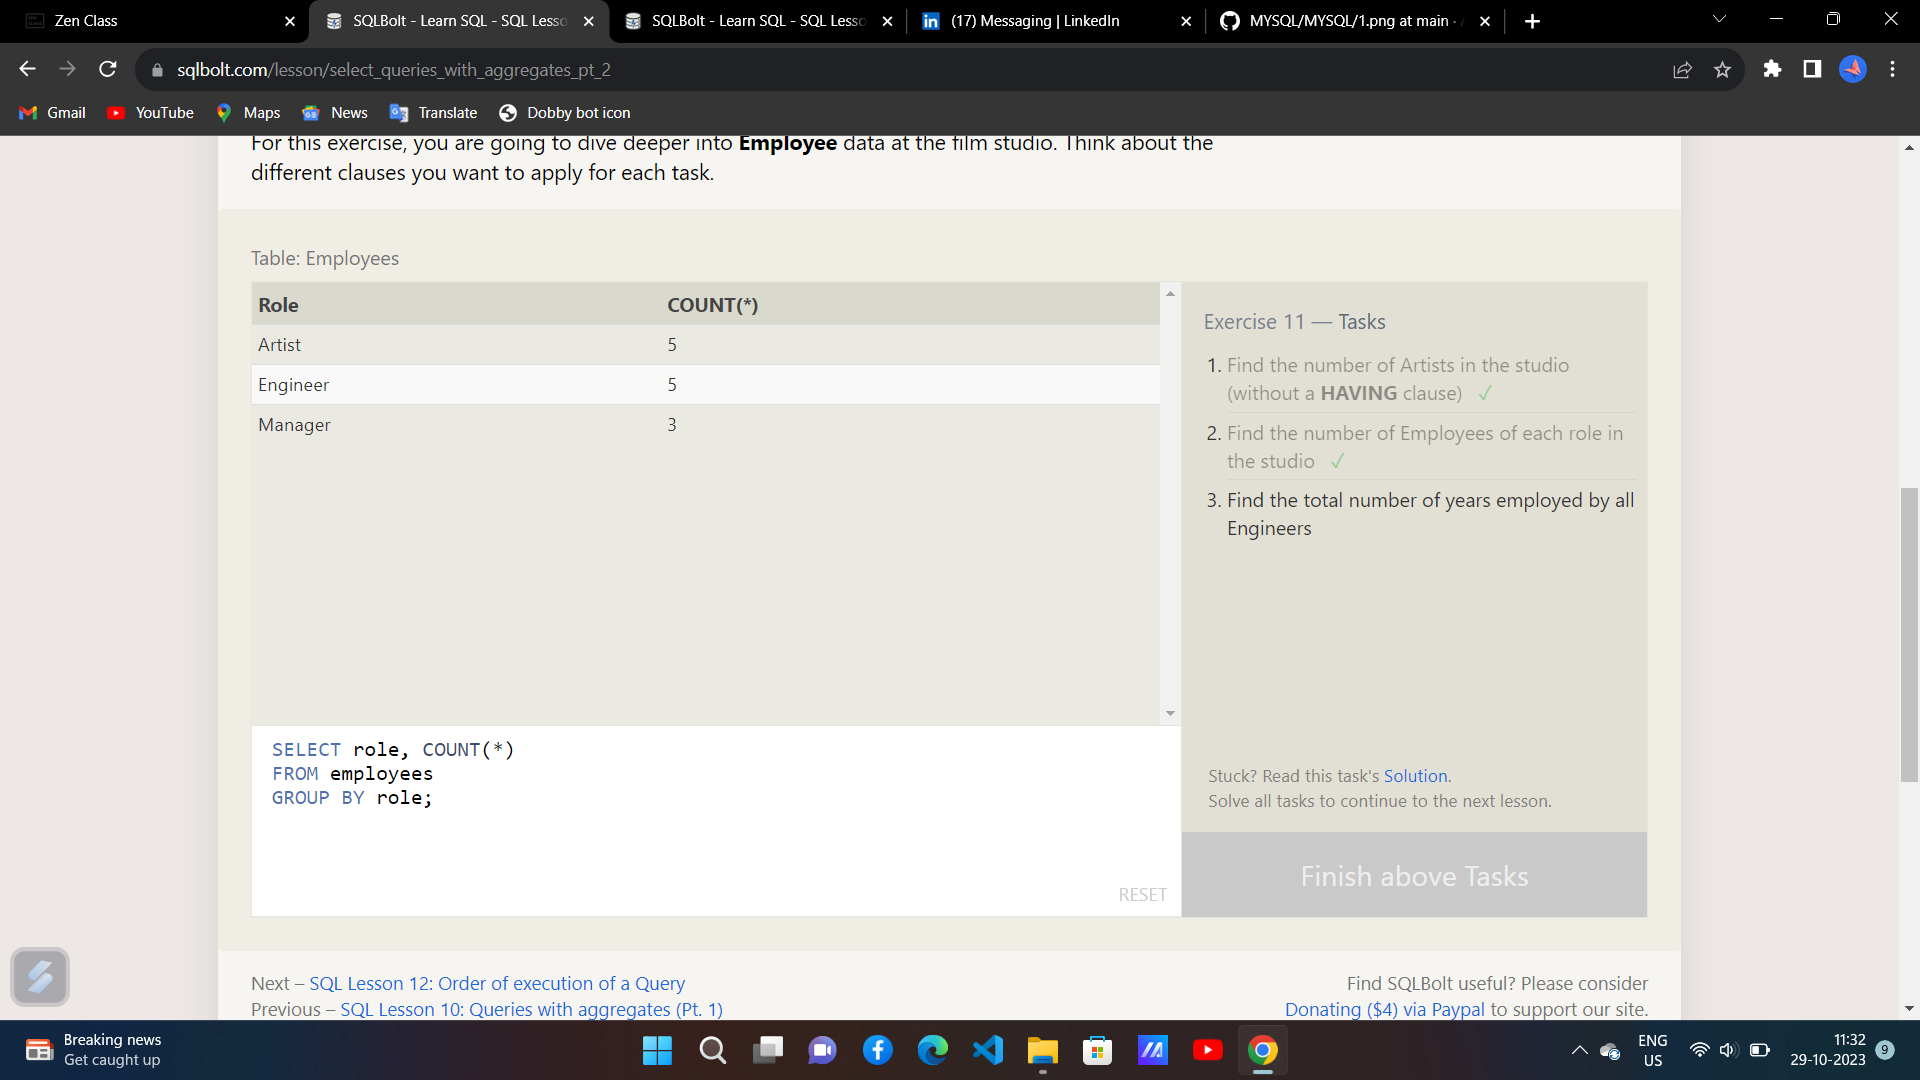 Zen Class
SQLBolt - Learn SQL - SQL Lesso
SQLBolt - Learn SQL - SQL Lesso
(17) Messaging | LinkedIn
MYSQL/MYSQL/1.png at main ·
sqlbolt.com/lesson/select_queries_with_aggregates_pt_2
Gmail
YouTube
Maps
News
Translate
Dobby bot icon
For this exercise, you are going to dive deeper into Employee data at the film studio. Think about the
different clauses you want to apply for each task.
Table: Employees
Role COUNT(*)
Artist 5
Engineer 5
Manager 3
SELECT role, COUNT(*)
FROM employees
GROUP BY role;
RESET
Exercise 11 — Tasks
1. Find the number of Artists in the studio
(without a HAVING clause) ✓
2. Find the number of Employees of each role in
the studio ✓
3. Find the total number of years employed by all
Engineers
Stuck? Read this task's Solution.
Solve all tasks to continue to the next lesson.
Finish above Tasks
Next – SQL Lesson 12: Order of execution of a Query
Previous – SQL Lesson 10: Queries with aggregates (Pt. 1)
Find SQLBolt useful? Please consider
Donating ($4) via Paypal to support our site.
Breaking news
Get caught up
ENG
US
11:32
29-10-2023
9